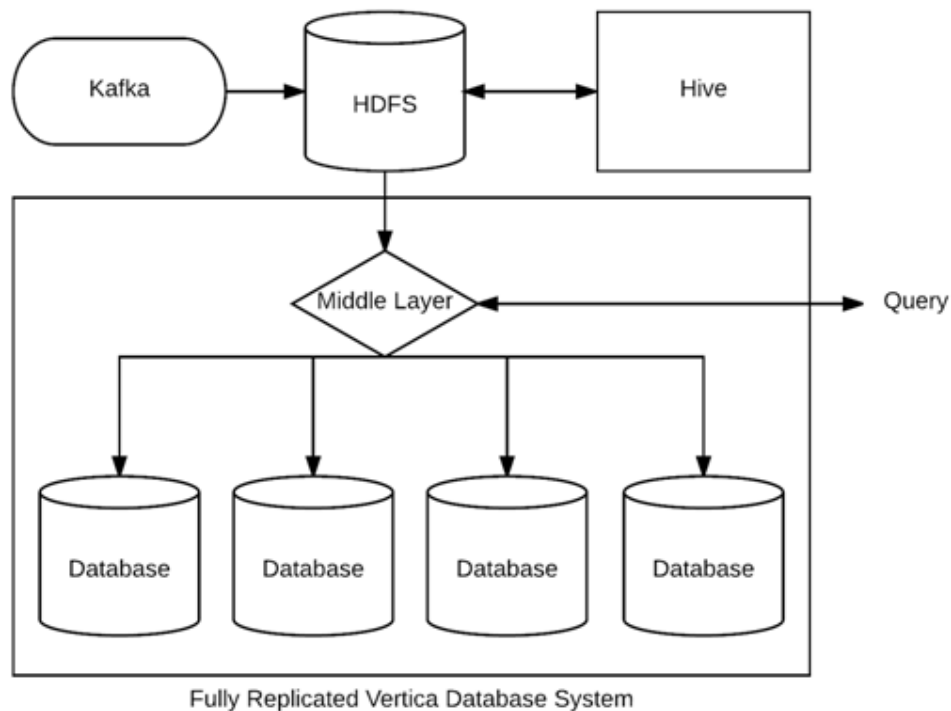 Kafka
HDFS
Hive
Middle Layer
Query
Database
Database
Database
Database
Fully Replicated Vertica Database System